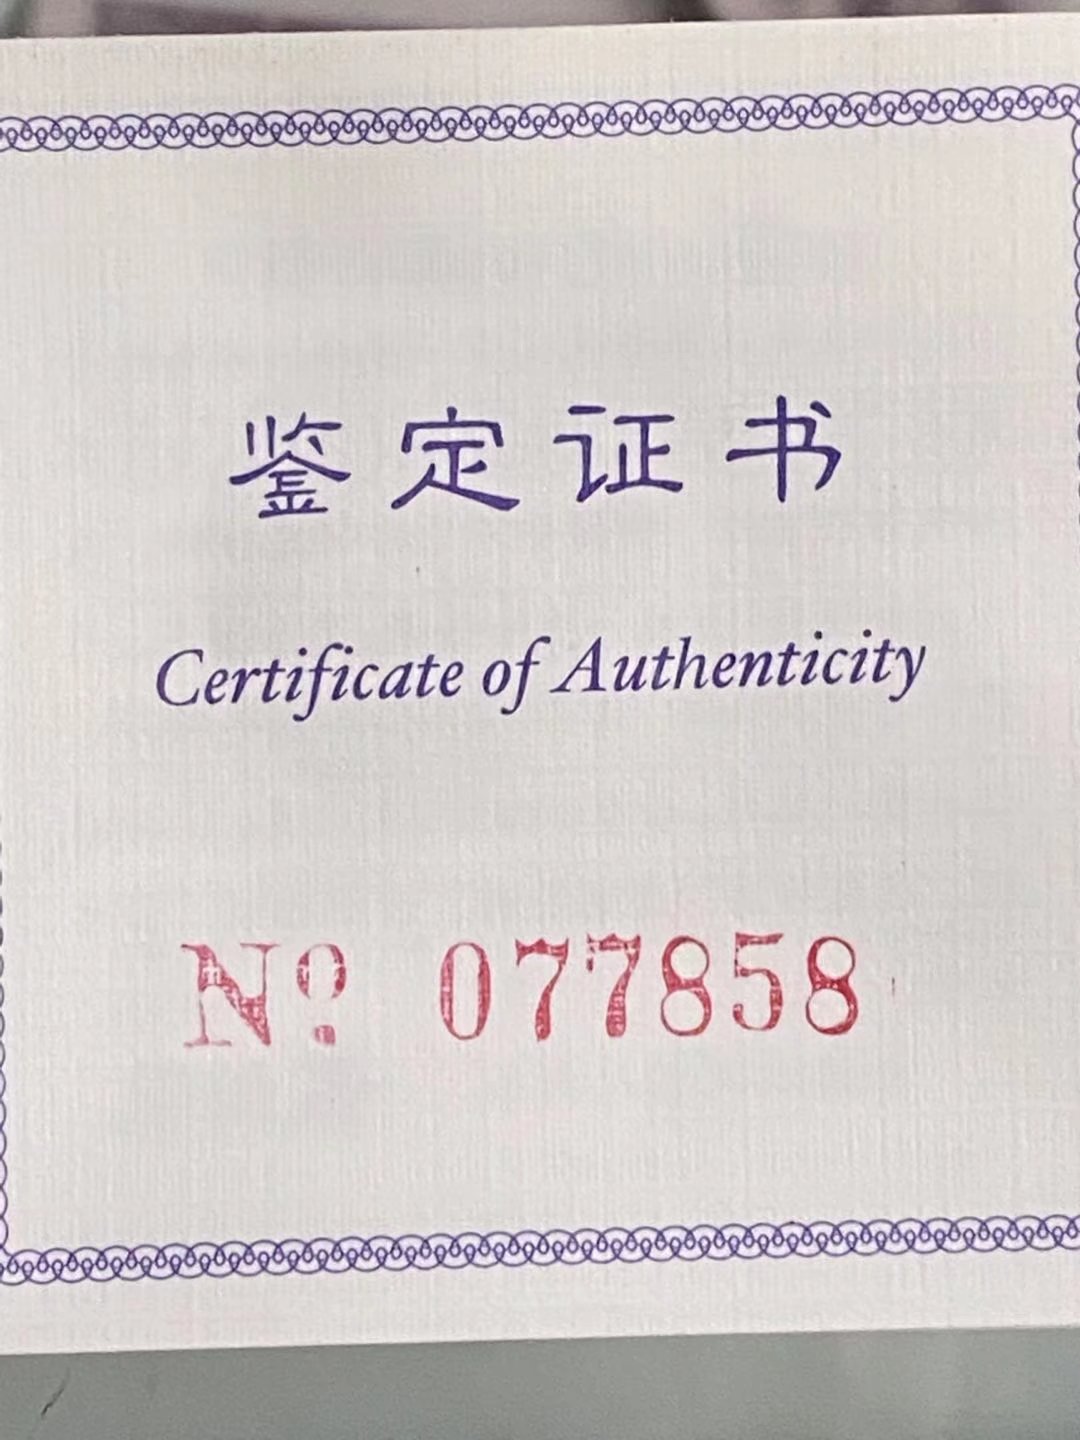 鉴定证书
Certificate of Authenticity
Nº 077858